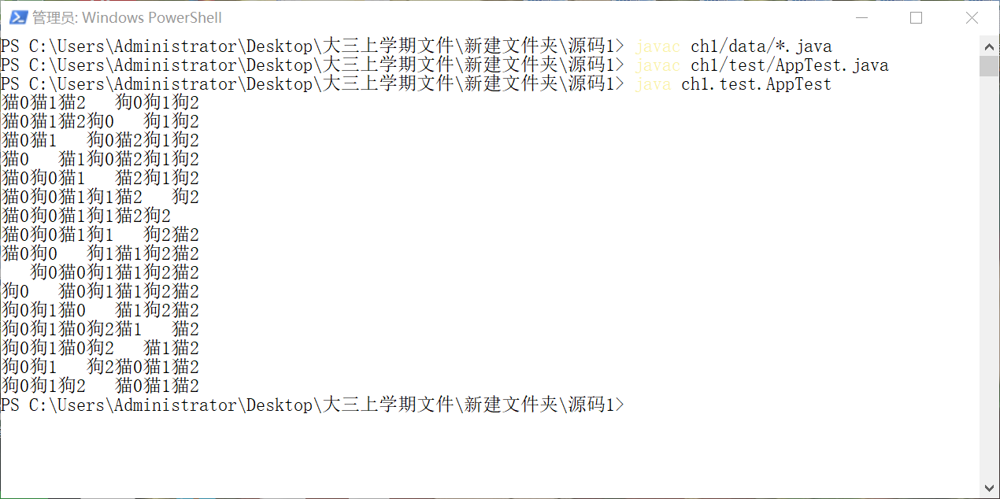 管理员: Windows PowerShell
PS C:\Users\Administrator\Desktop\大三上学期文件\新建文件夹\源码1> javac ch1/data/*.java
PS C:\Users\Administrator\Desktop\大三上学期文件\新建文件夹\源码1> javac ch1/test/AppTest.java
PS C:\Users\Administrator\Desktop\大三上学期文件\新建文件夹\源码1> java ch1.test.AppTest
猫0猫1猫2   狗0狗1狗2
猫0猫1猫2狗0   狗1狗2
猫0猫1   狗0猫2狗1狗2
猫0   猫1狗0猫2狗1狗2
猫0狗0猫1   猫2狗1狗2
猫0狗0猫1狗1猫2   狗2
猫0狗0猫1狗1猫2狗2
猫0狗0猫1狗1   狗2猫2
猫0狗0   狗1猫1狗2猫2
   狗0猫0狗1猫1狗2猫2
狗0   猫0狗1猫1狗2猫2
狗0狗1猫0   猫1狗2猫2
狗0狗1猫0狗2猫1   猫2
狗0狗1猫0狗2   猫1猫2
狗0狗1   狗2猫0猫1猫2
狗0狗1狗2   猫0猫1猫2
PS C:\Users\Administrator\Desktop\大三上学期文件\新建文件夹\源码1>